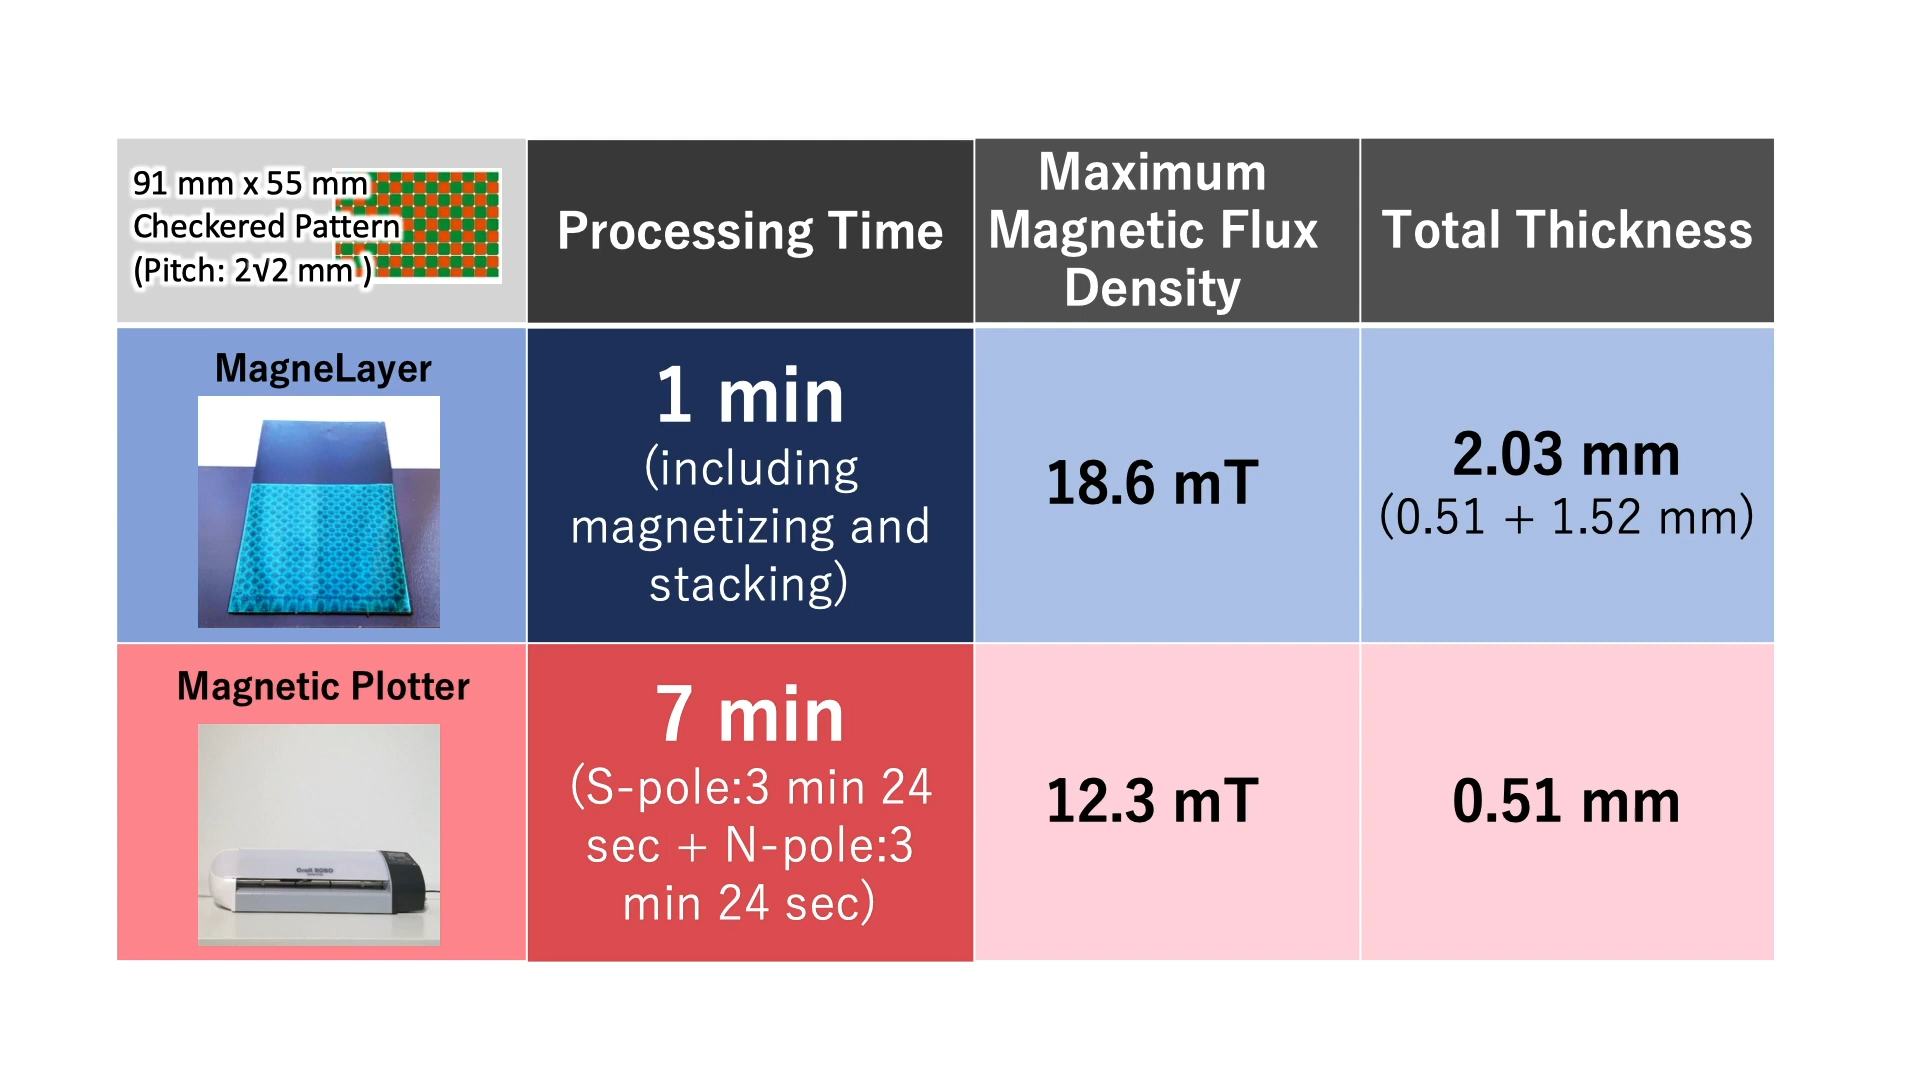 91 mm x 55 mm
Checkered Pattern
(Pitch: 2√2 mm )
Processing Time
Maximum
Magnetic Flux
Density
Total Thickness
MagneLayer
1 min
(including
magnetizing and
stacking)
18.6 mT
2.03 mm
(0.51 + 1.52 mm)
Magnetic Plotter
7 min
(S-pole:3 min 24
sec + N-pole:3
min 24 sec)
12.3 mT
0.51 mm